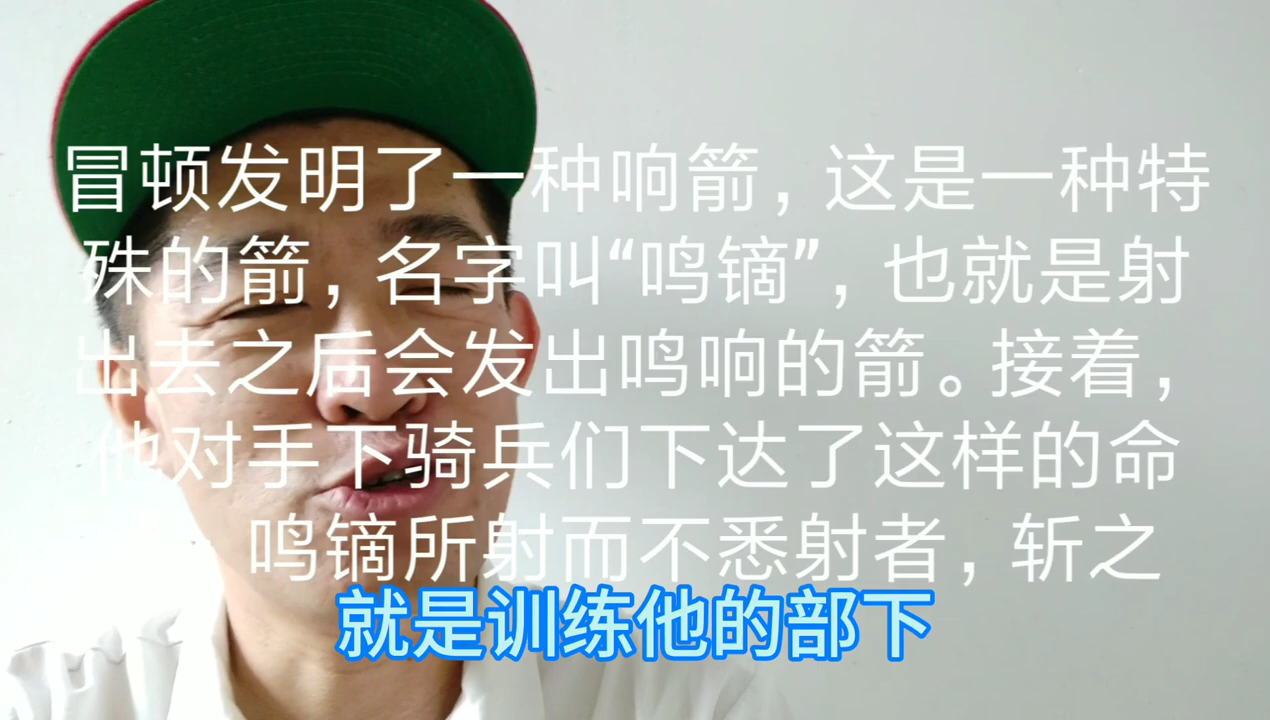 冒顿发明了一种响箭，这是一种特
殊的箭，名字叫“鸣镝”，也就是射
出去之后会发出鸣响的箭。接着，
他对手下骑兵们下达了这样的命
鸣镝所射而不悉射者，斩之
就是训练他的部下